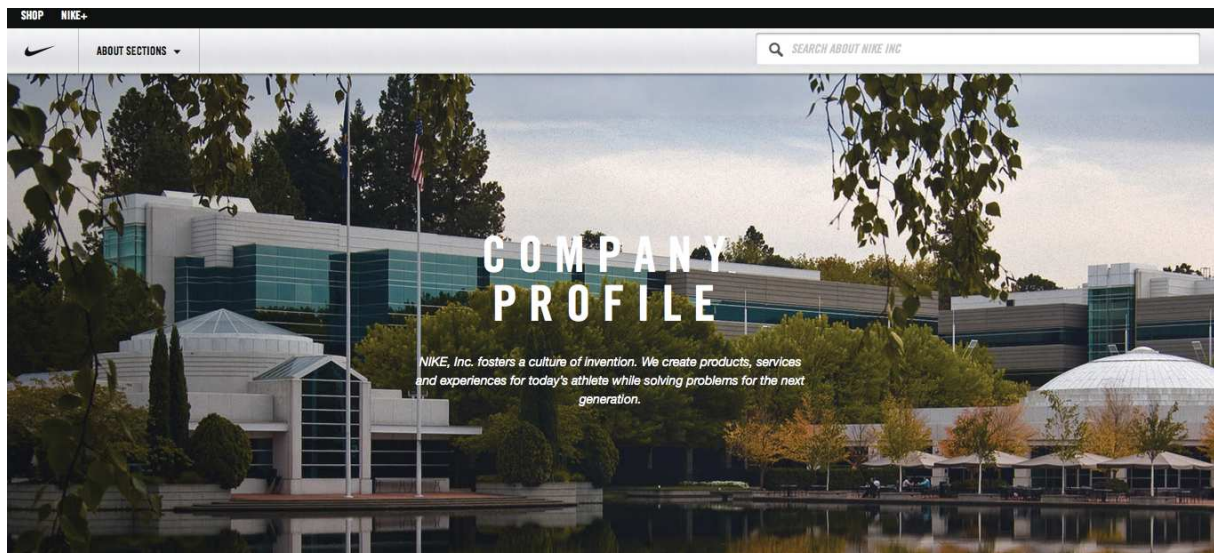 SHOP NIKE+
ABOUT SECTIONS
SEARCH ABOUT NIKE INC
COMPANY
PROFILE
NIKE, Inc. fosters a culture of invention. We create products, services
and experiences for today's athlete while solving problems for the next
generation.